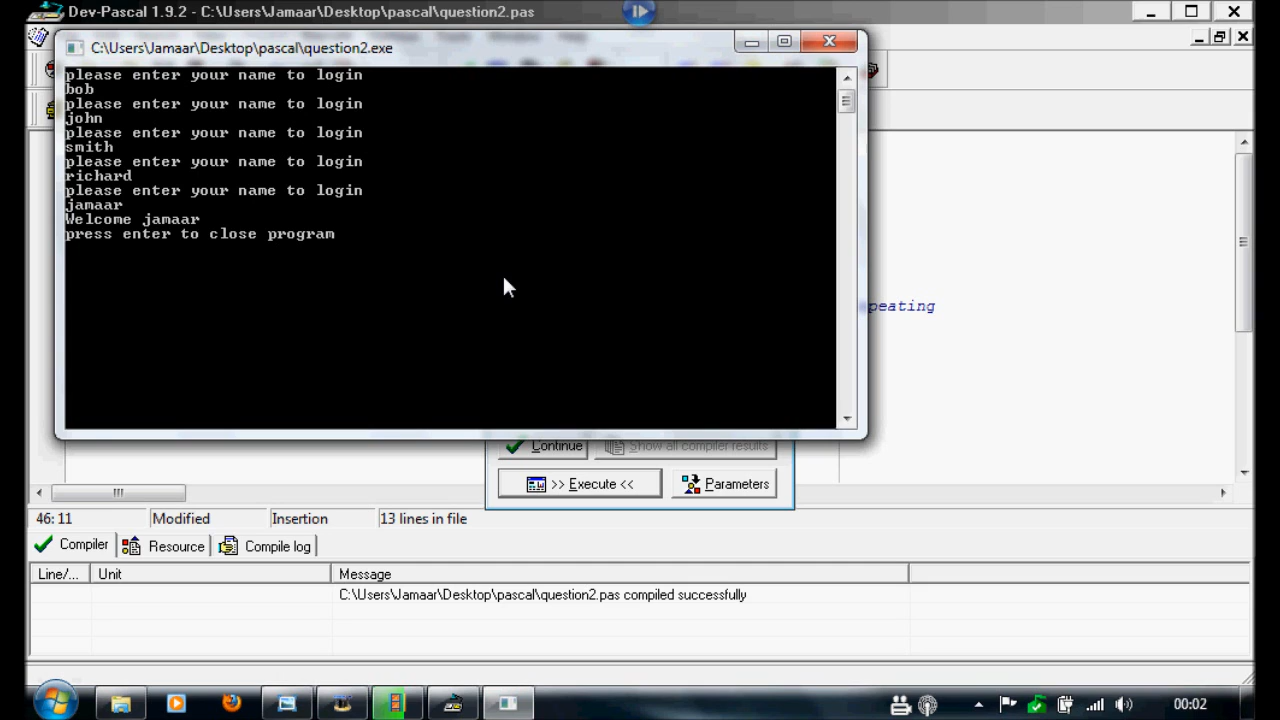 Dev-Pascal 1.9.2 - C:\Users\Jamaar\Desktop\pascal\question2.pas
C:\Users\Jamaar\Desktop\pascal\question2.exe
please enter your name to login
bob
please enter your name to login
john
please enter your name to login
smith
please enter your name to login
richard
please enter your name to login
jamaar
Welcome jamaar
press enter to close program
peating
Continue Show all compiler results
>> Execute << Parameters
46: 11 Modified Insertion 13 lines in file
Compiler Resource Compile log
Line/... Unit Message
C:\Users\Jamaar\Desktop\pascal\question2.pas compiled successfully
00:02